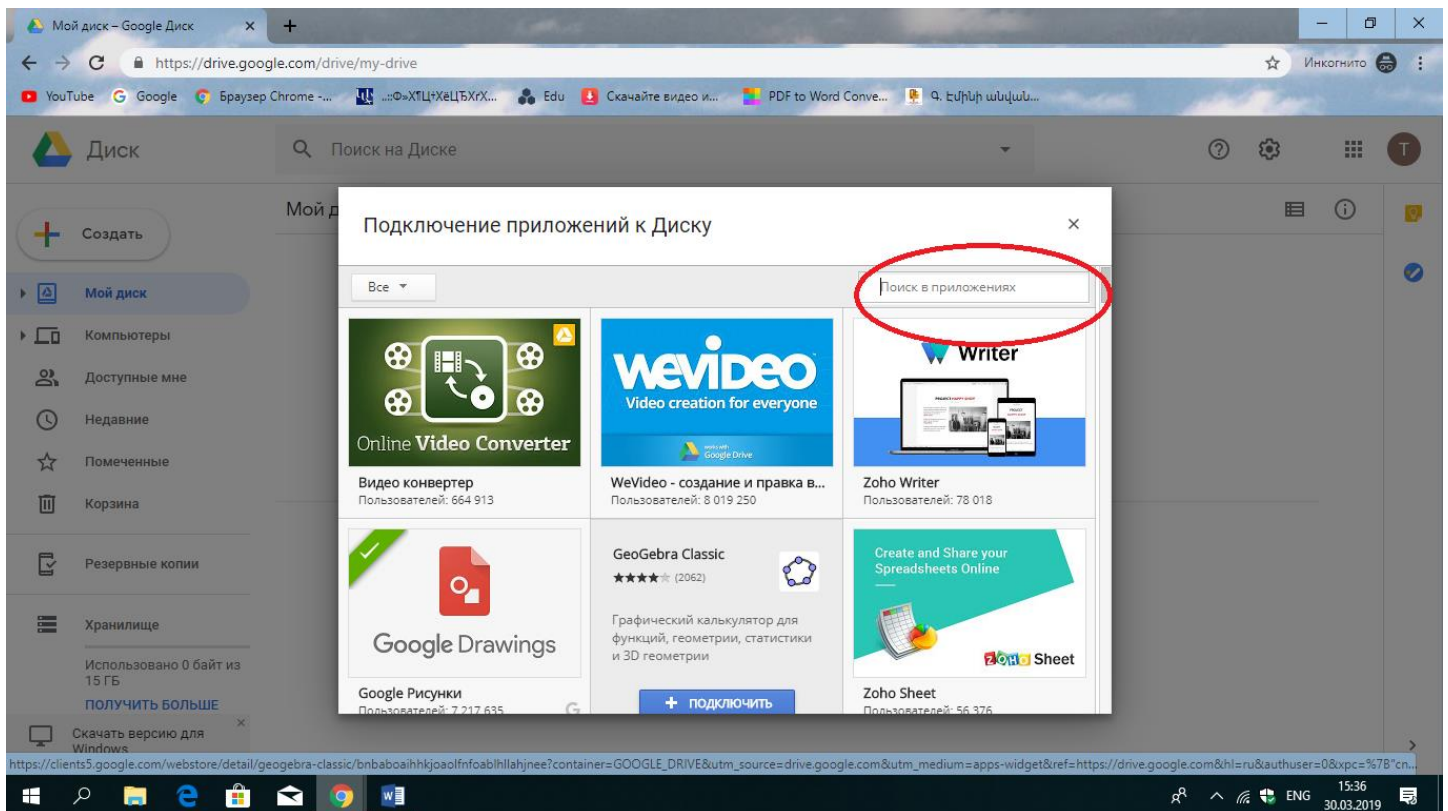 Мой диск – Google Диск
https://drive.google.com/drive/my-drive
Инкогнито
YouTube
Google
Браузер Chrome -...
Edu
Скачайте видео и...
PDF to Word Conve...
Գ. Էմինի անվան...
Диск
Поиск на Диске
T
Создать
Мой д
Мой диск
Компьютеры
Доступные мне
Недавние
Помеченные
Корзина
Резервные копии
Хранилище
Использовано 0 байт из
15 ГБ
ПОЛУЧИТЬ БОЛЬШЕ
Скачать версию для
Windows
Подключение приложений к Диску
Все
Поиск в приложениях
Online Video Converter
Видео конвертер
Пользователей: 664 913
WeVideo
Video creation for everyone
works with
Google Drive
WeVideo - создание и правка в...
Пользователей: 8 019 250
Writer
Zoho Writer
Пользователей: 78 018
Google Drawings
Google Рисунки
Пользователей: 7 217 635
GeoGebra Classic
(2062)
Графический калькулятор для
функций, геометрии, статистики
и 3D геометрии
ПОДКЛЮЧИТЬ
Create and Share your
Spreadsheets Online
ZOHO Sheet
Zoho Sheet
Пользователей: 56 376
https://clients5.google.com/webstore/detail/geogebra-classic/bnbaboaihhkjoaolfnfoablhllahjnee?container=GOOGLE_DRIVE&utm_source=drive.google.com&utm_medium=apps-widget&ref=https://drive.google.com&hl=ru&authuser=0&xpc=%7B"cn...
ENG
15:36
30.03.2019